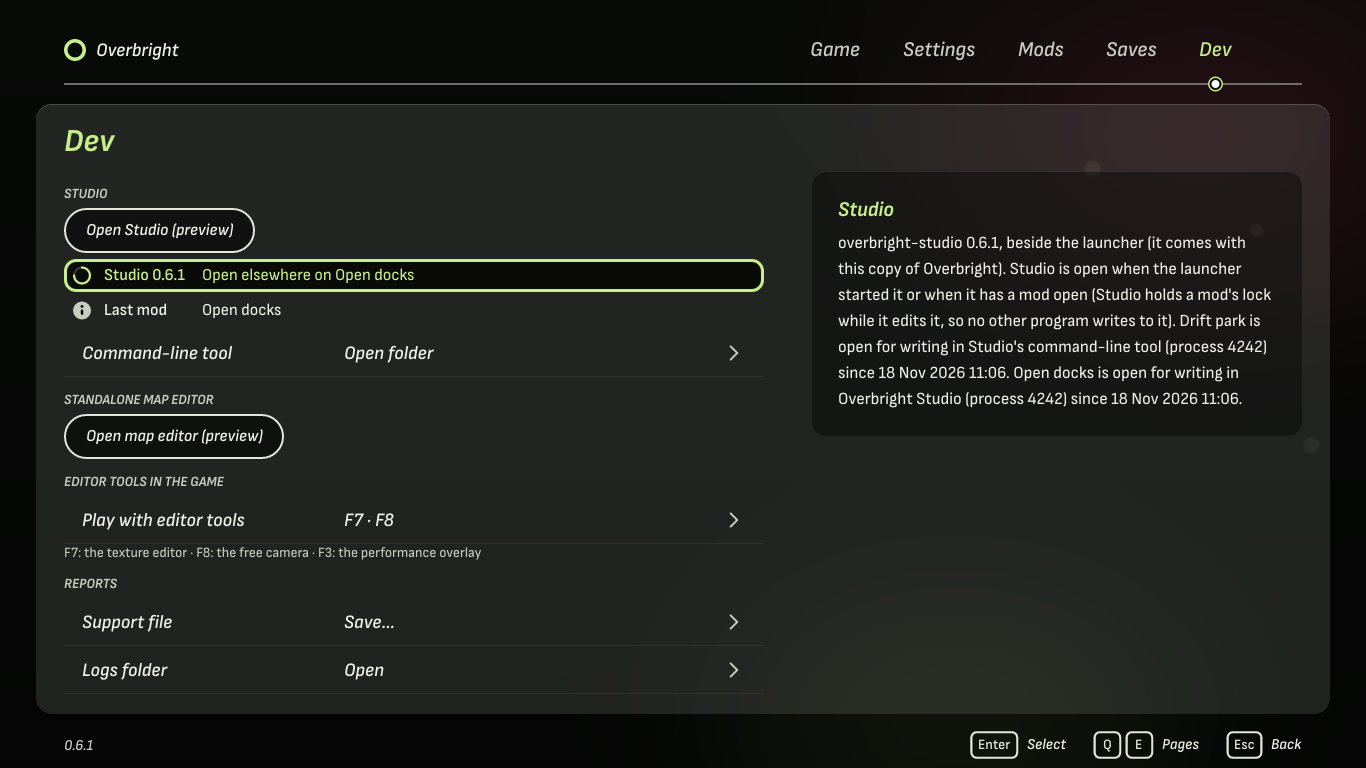 Overbright
Game
Settings
Mods
Saves
Dev
Dev
STUDIO
Open Studio (preview)
Studio 0.6.1 Open elsewhere on Open docks
Last mod Open docks
Command-line tool Open folder
STANDALONE MAP EDITOR
Open map editor (preview)
EDITOR TOOLS IN THE GAME
Play with editor tools F7 · F8
F7: the texture editor · F8: the free camera · F3: the performance overlay
REPORTS
Support file Save...
Logs folder Open
Studio
overbright-studio 0.6.1, beside the launcher (it comes with
this copy of Overbright). Studio is open when the launcher
started it or when it has a mod open (Studio holds a mod's lock
while it edits it, so no other program writes to it). Drift park is
open for writing in Studio's command-line tool (process 4242)
since 18 Nov 2026 11:06. Open docks is open for writing in
Overbright Studio (process 4242) since 18 Nov 2026 11:06.
0.6.1
Enter Select
Q E Pages
Esc Back